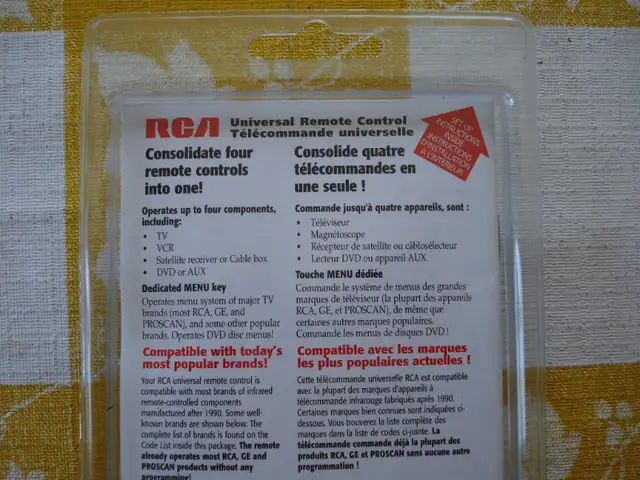 RCA
Universal Remote Control
Télécommande universelle
SET UP
INSTRUCTIONS
INSIDE
INSTRUCTIONS
D'INSTALLATION
À L'INTÉRIEUR
Consolidate four
remote controls
into one!
Operates up to four components,
including:
• TV
• VCR
• Satellite receiver or Cable box
• DVD or AUX
Dedicated MENU key
Operates menu system of major TV
brands (most RCA, GE, and
PROSCAN), and some other popular
brands. Operates DVD disc menus!
Compatible with today's
most popular brands!
Your RCA universal remote control is
compatible with most brands of infrared
remote-controlled components
manufactured after 1990. Some well-
known brands are shown below. The
complete list of brands is found on the
Code List inside this package. The remote
already operates most RCA, GE and
PROSCAN products without any
programming!
Consolide quatre
télécommandes en
une seule !
Commande jusqu'à quatre appareils, soit :
• Téléviseur
• Magnétoscope
• Récepteur de satellite ou câblosélecteur
• Lecteur DVD ou appareil AUX
Touche MENU dédiée
Commande le système de menus des grandes
marques de téléviseur (la plupart des appareils
RCA, GE, et PROSCAN), de même que
certaines autres marques populaires.
Commande les menus de disques DVD !
Compatible avec les marques
les plus populaires actuelles !
Cette télécommande universelle RCA est compatible
avec la plupart des marques d'appareils à
télécommande infrarouge fabriqués après 1990.
Certaines marques bien connues sont indiquées ci-
dessous. Vous trouverez la liste complète des
marques dans la liste de codes ci-jointe. La
télécommande commande déjà la plupart des
produits RCA, GE et PROSCAN sans aucune autre
programmation !